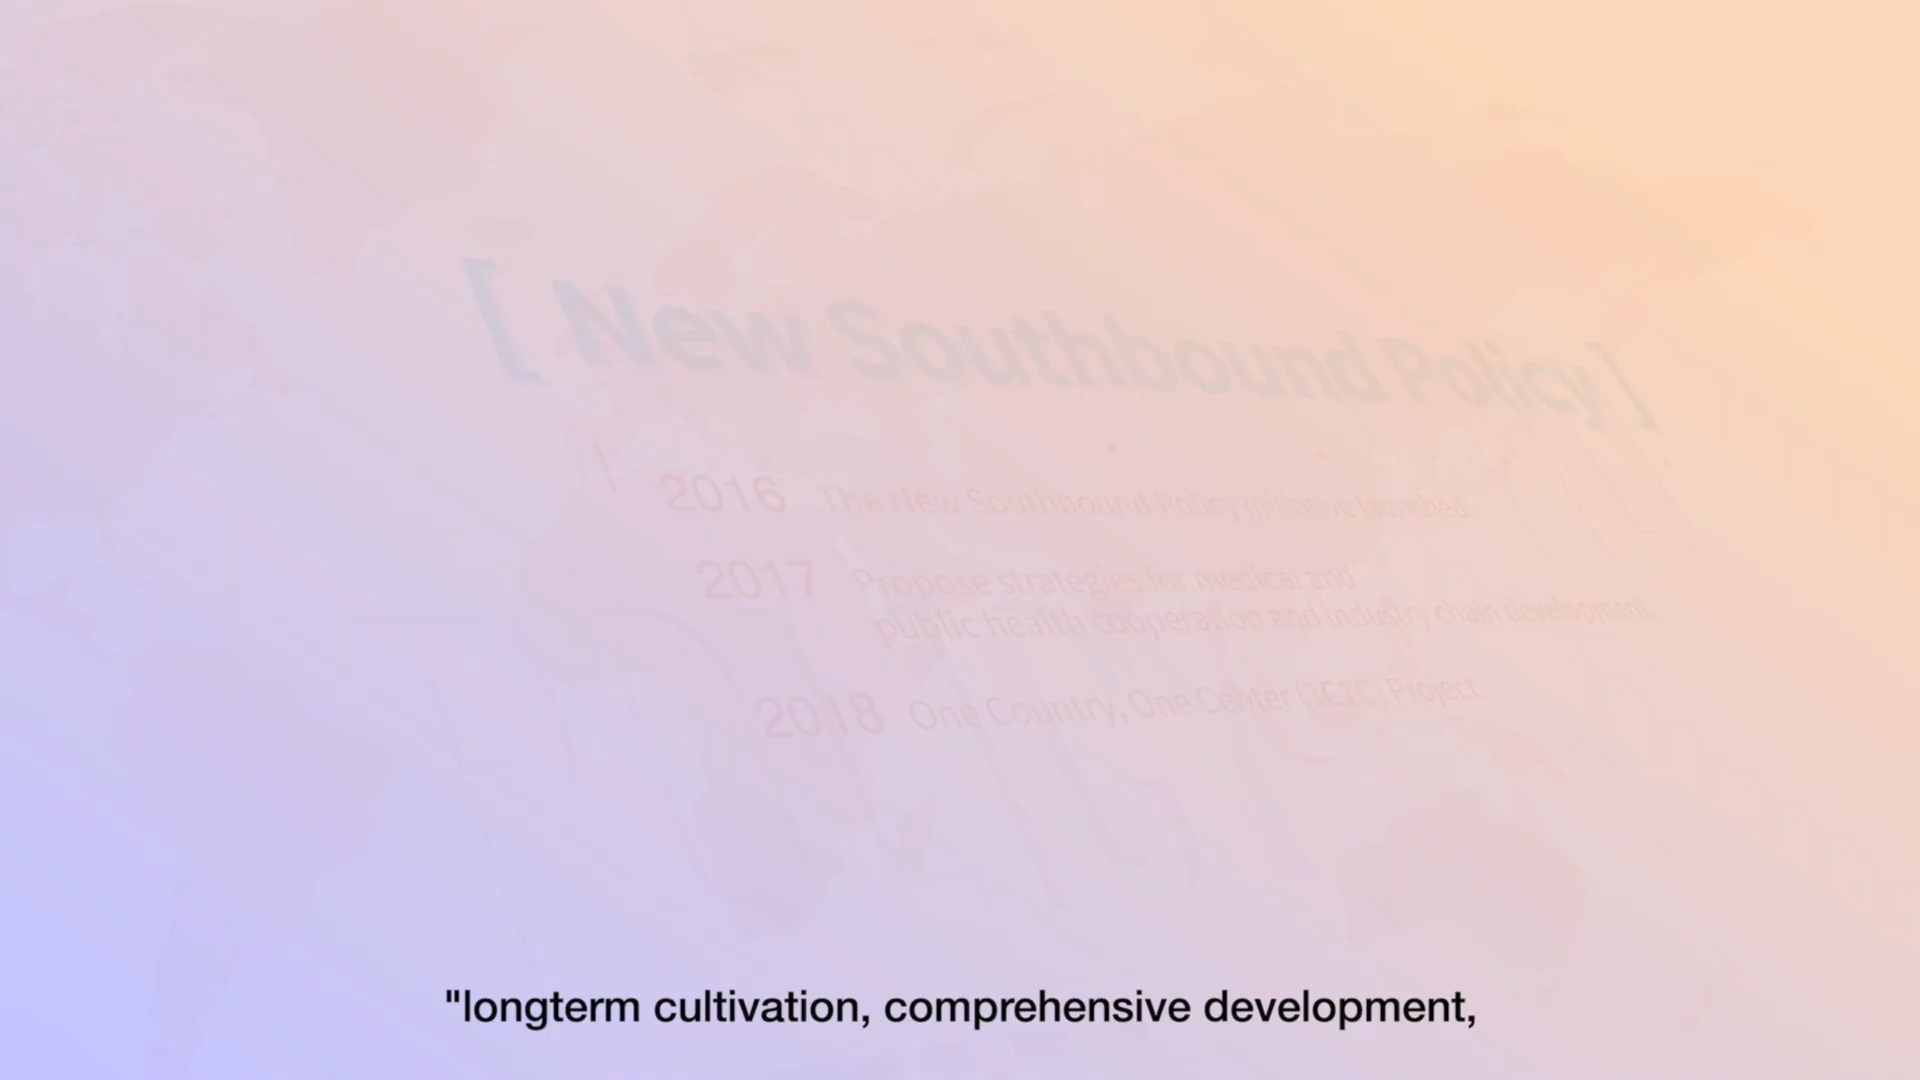 [ New Southbound Policy ]
2016 The New Southbound Policy initiative launched
2017 Propose strategies for medical and
public health cooperation and industry chain development
2018 One Country, One Center (1C1C) Project
"longterm cultivation, comprehensive development,